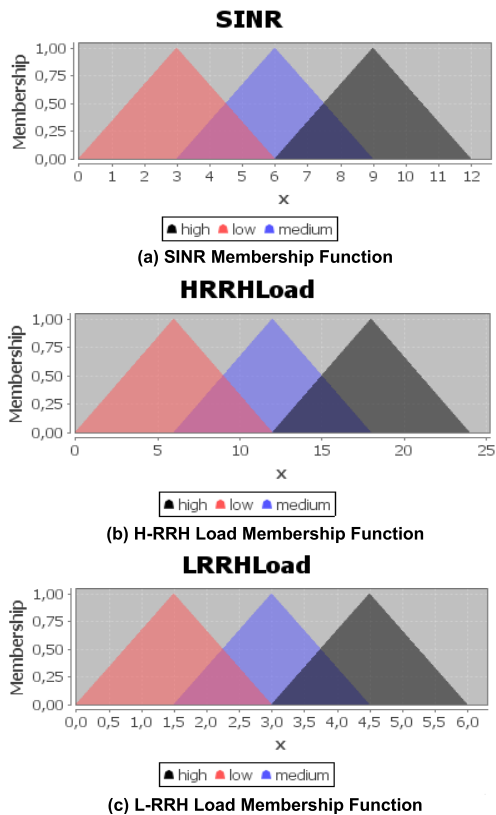 SINR
Membership
1,00
0,75
0,50
0,25
0,00
0 1 2 3 4 5 6 7 8 9 10 11 12
x
high low medium
(a) SINR Membership Function
HRRHLoad
Membership
1,00
0,75
0,50
0,25
0,00
0 5 10 15 20 25
x
high low medium
(b) H-RRH Load Membership Function
LRRHLoad
Membership
1,00
0,75
0,50
0,25
0,00
0,0 0,5 1,0 1,5 2,0 2,5 3,0 3,5 4,0 4,5 5,0 5,5 6,0
x
high low medium
(c) L-RRH Load Membership Function